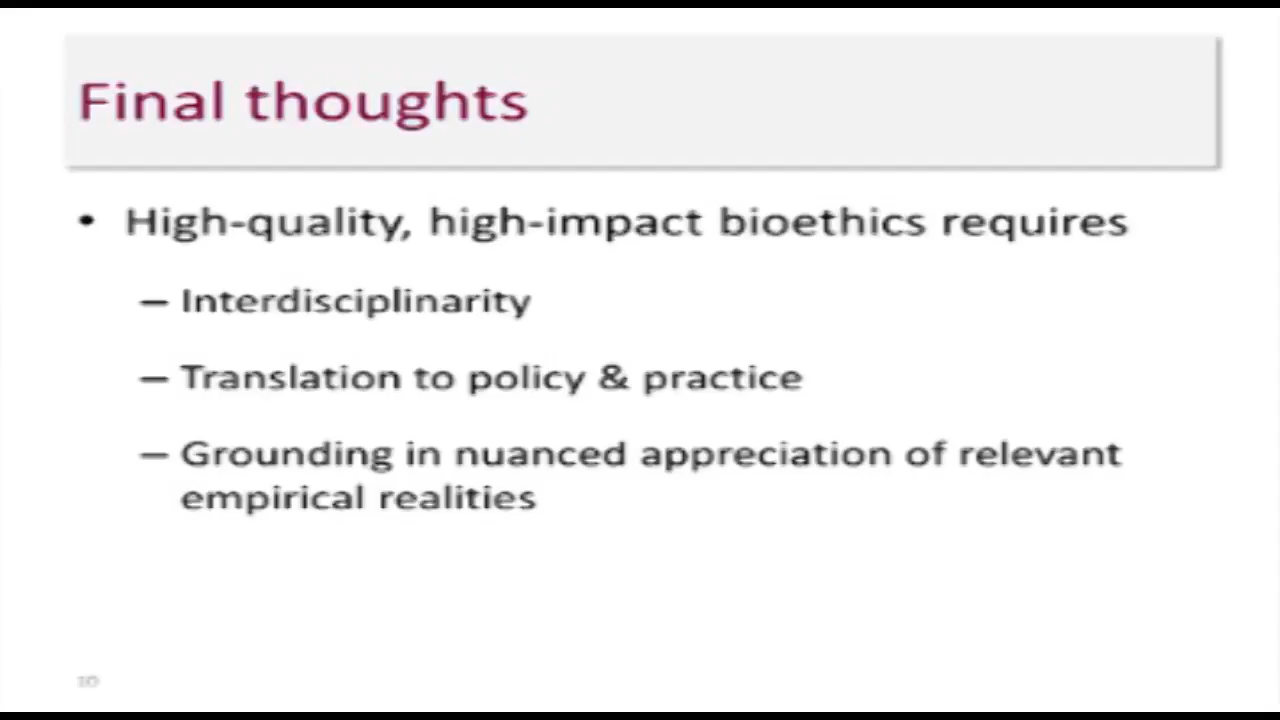 Final thoughts
• High-quality, high-impact bioethics requires
– Interdisciplinarity
– Translation to policy & practice
– Grounding in nuanced appreciation of relevant
empirical realities
10